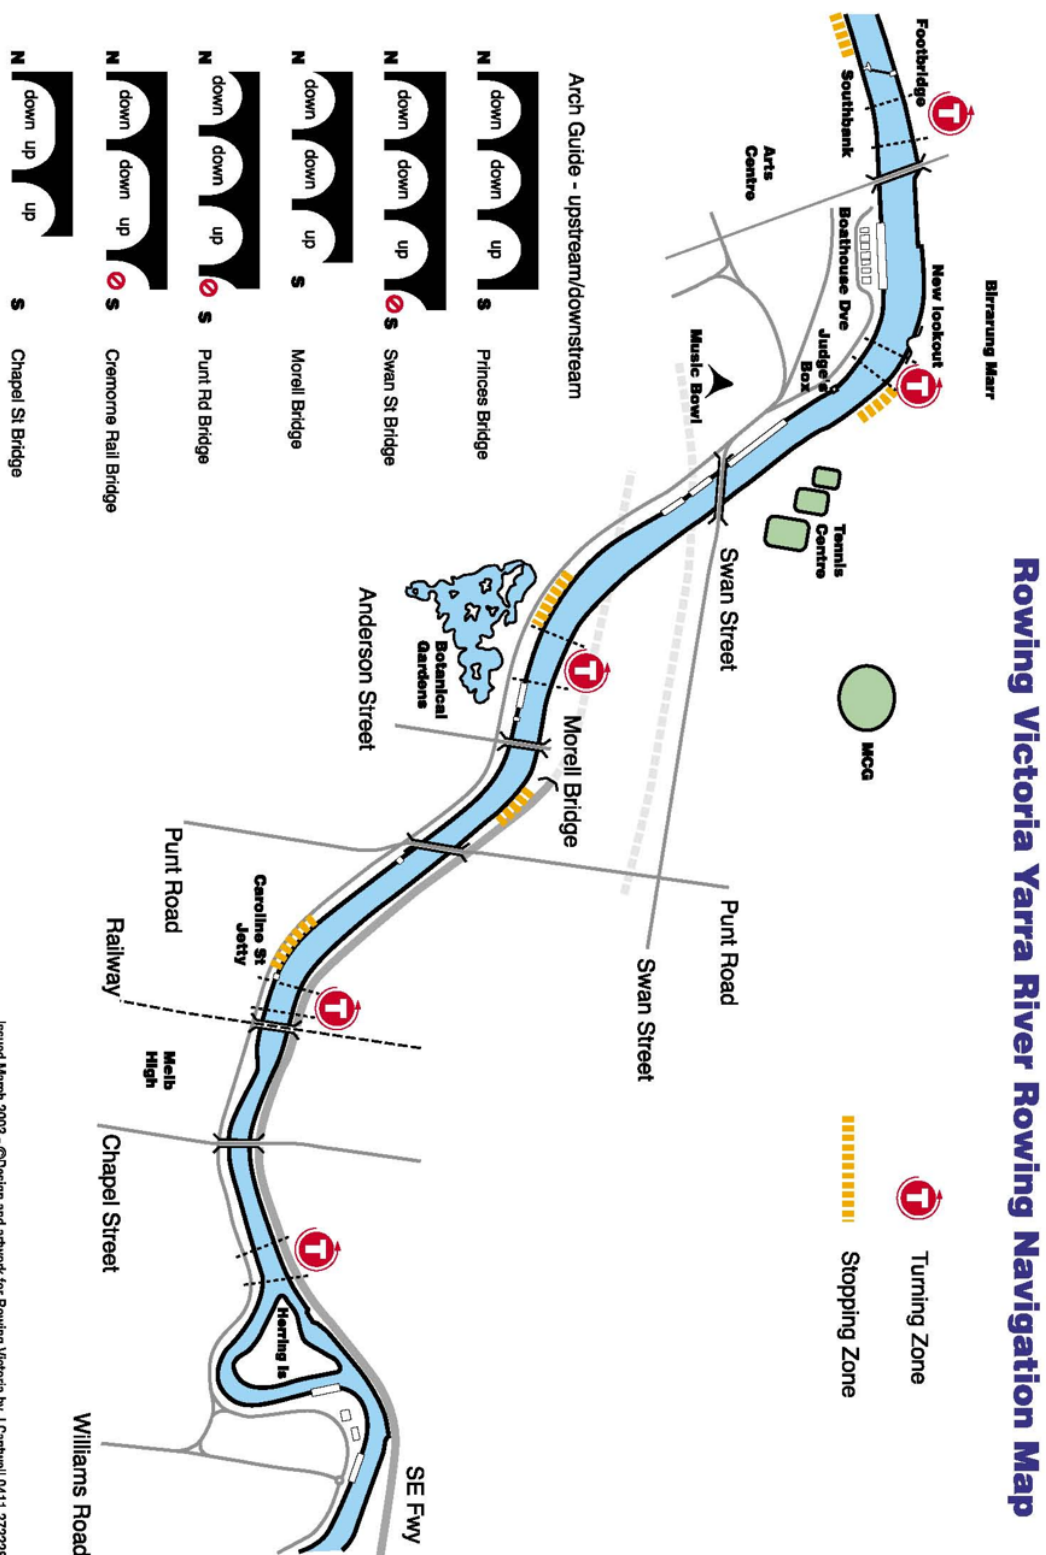 Rowing Victoria Yarra River Rowing Navigation Map
T
Turning Zone
Stopping Zone
Footbridge
T
Southbank
Arts
Centre
Boathouse Dve
New lookout
Birrarung Marr
T
Judge's
Box
Music Bowl
Tennis
Centre
Swan Street
MCG
Botanical
Gardens
Anderson Street
T
Morell Bridge
Punt Road
Punt Road
Swan Street
Caroline St
Jetty
Railway
T
Melb
High
Chapel Street
T
Herring Is
Williams Road
SE Fwy
Arch Guide - upstream/downstream
N down down up S Princes Bridge
N down down up S Swan St Bridge
N down down up S Morell Bridge
N down down up S Punt Rd Bridge
N down down up S Cremorne Rail Bridge
N down up up S Chapel St Bridge